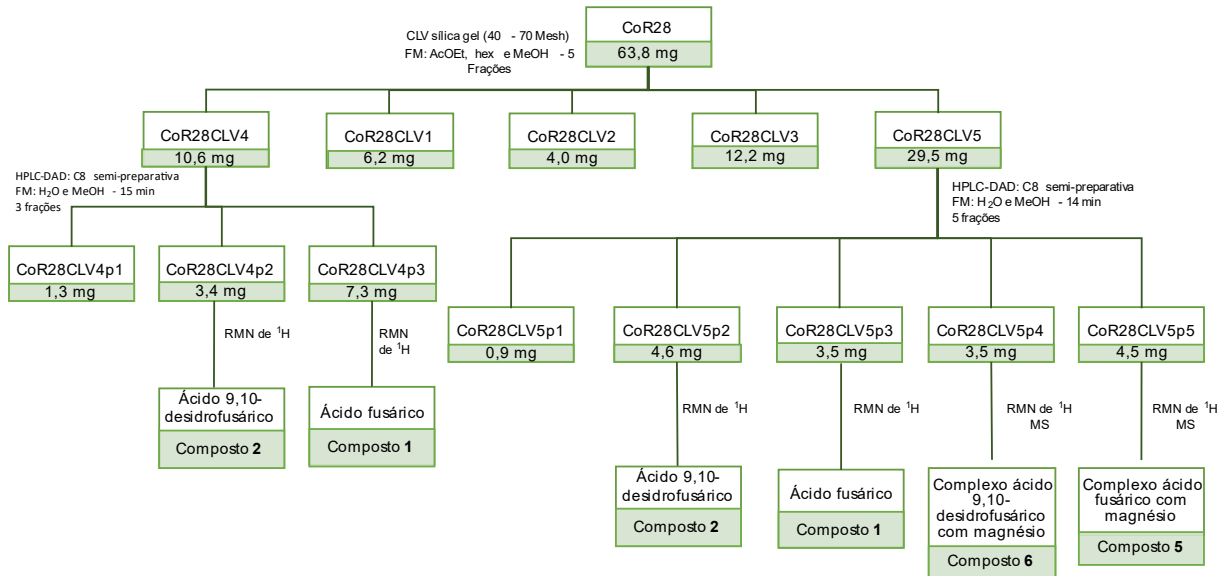 CoR28
63,8 mg
CLV sílica gel (40 - 70 Mesh)
FM: AcOEt, hex e MeOH - 5
Frações
CoR28CLV4
10,6 mg
CoR28CLV1
6,2 mg
CoR28CLV2
4,0 mg
CoR28CLV3
12,2 mg
CoR28CLV5
29,5 mg
HPLC-DAD: C8 semi-preparativa
FM: H₂O e MeOH - 15 min
3 frações
HPLC-DAD: C8 semi-preparativa
FM: H₂O e MeOH - 14 min
5 frações
CoR28CLV4p1
1,3 mg
CoR28CLV4p2
3,4 mg
CoR28CLV4p3
7,3 mg
RMN de ¹H
RMN
de ¹H
CoR28CLV5p1
0,9 mg
CoR28CLV5p2
4,6 mg
CoR28CLV5p3
3,5 mg
CoR28CLV5p4
3,5 mg
CoR28CLV5p5
4,5 mg
Ácido 9,10-
desidrofusárico
Composto 2
Ácido fusárico
Composto 1
RMN de ¹H
RMN de ¹H
RMN de ¹H
MS
RMN de ¹H
MS
Ácido 9,10-
desidrofusárico
Composto 2
Ácido fusárico
Composto 1
Complexo ácido
9,10-
desidrofusárico
com magnésio
Composto 6
Complexo ácido
fusárico com
magnésio
Composto 5